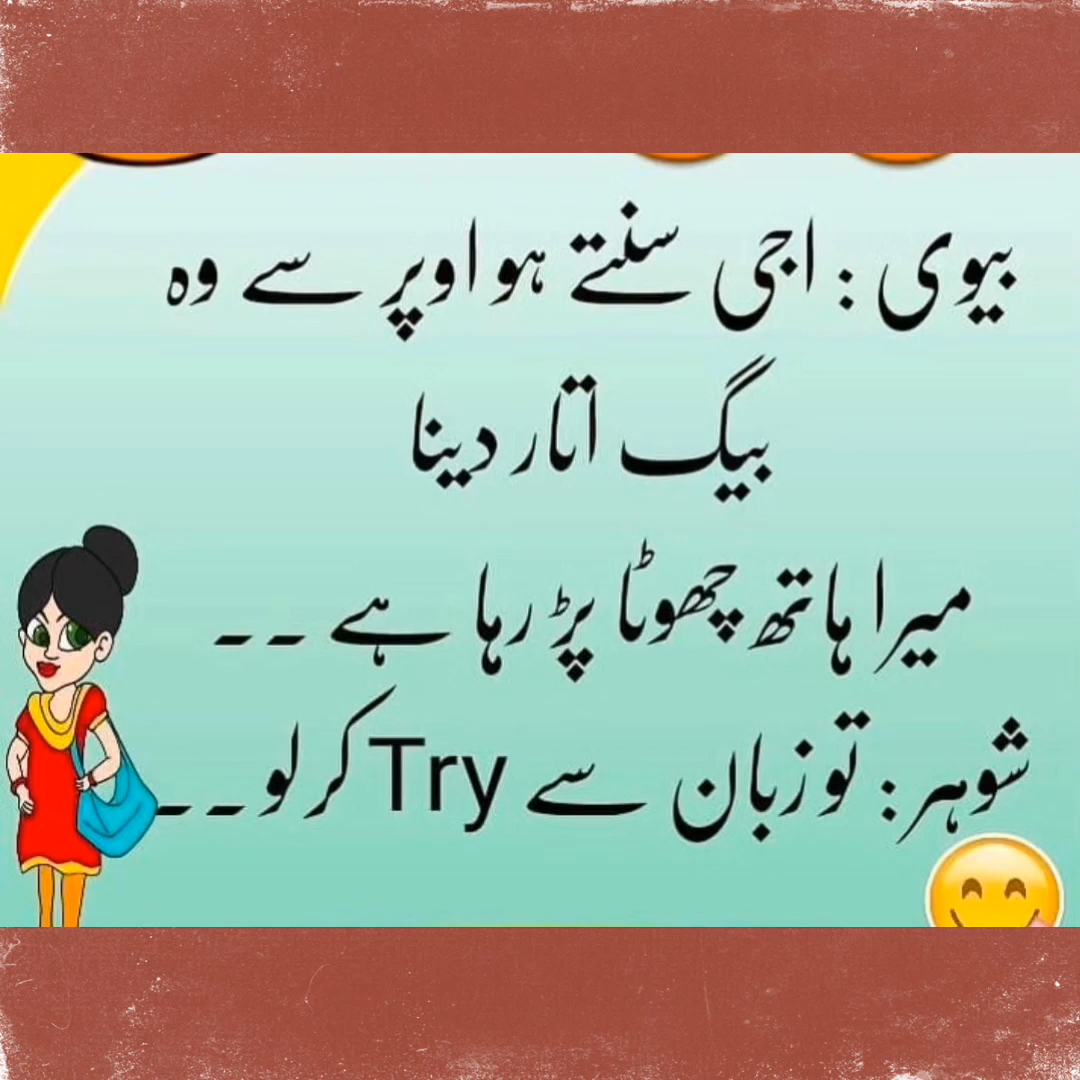 بیوی : اجی سنتے ہو اوپر سے وہ
بیگ اتار دینا
میرا ہاتھ چھوٹا پڑ رہا ہے ۔۔
شوہر : تو زبان سے Try کر لو ۔۔